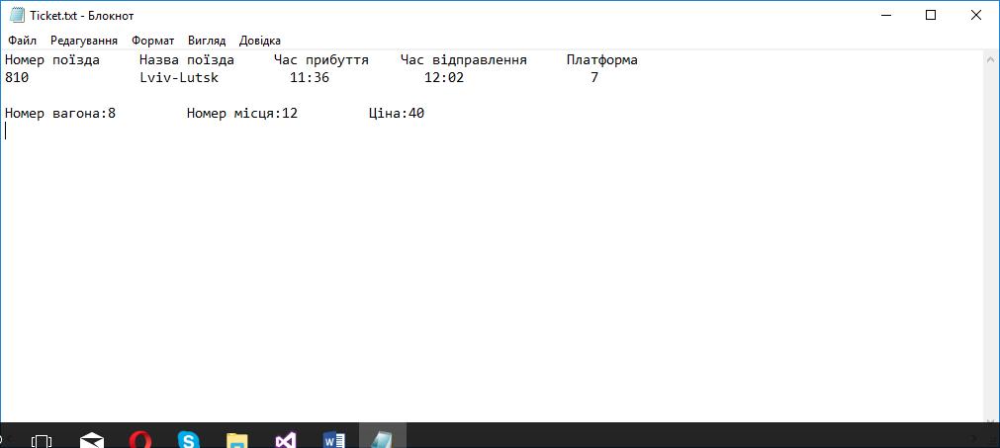 Ticket.txt - Блокнот
Файл Редагування Формат Вигляд Довідка
Номер поїзда Назва поїзда Час прибуття Час відправлення Платформа
810 Lviv-Lutsk 11:36 12:02 7
Номер вагона:8 Номер місця:12 Ціна:40